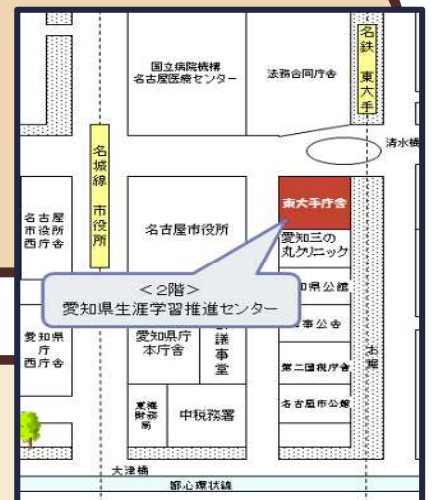 国立病院機構
名古屋医療センター
法務合同庁舎
名鉄 東大手
清水橋
名城線 市役所
名古屋
市役所
西庁舎
名古屋市役所
東大手庁舎
愛知三の
丸クリニック
<2階>
愛知県生涯学習推進センター
県公館
事公舎
愛知県
庁
西庁舎
愛知県庁
本庁舎
議事堂
お堀
第二国税庁舎
名古屋市公館
東海
財務
局
中税務署
大津橋
都心環状線